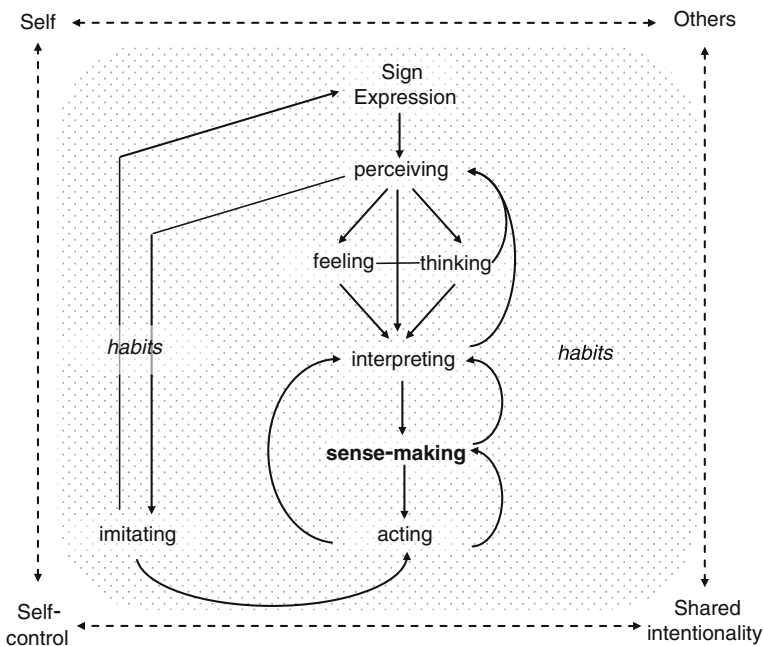 Self
Others
Sign
Expression
perceiving
feeling
thinking
habits
interpreting
habits
sense-making
imitating
acting
Self-
control
Shared
intentionality